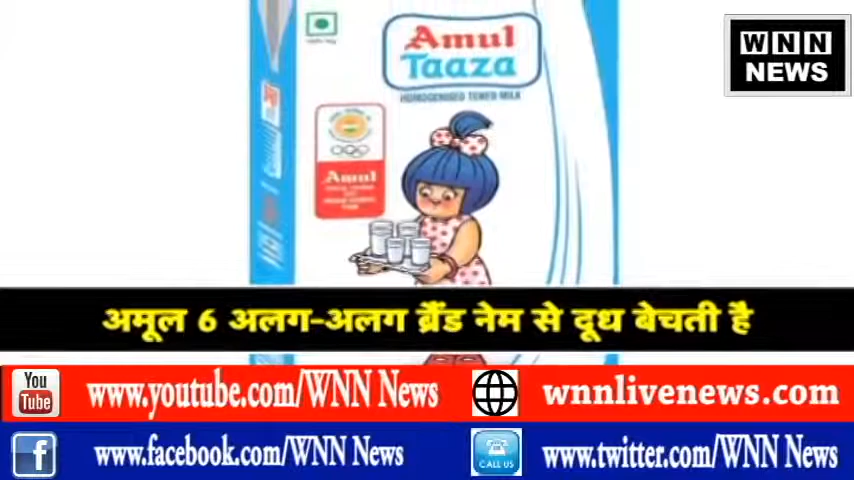 Amul
Taaza
HOMOGENISED TONED MILK
Amul
WNN
NEWS
अमूल 6 अलग-अलग ब्रैंड नेम से दूध बेचती है
You
Tube
www.youtube.com/WNN News
wnnlivenews.com
f
www.facebook.com/WNN News
CALL US
www.twitter.com/WNN News